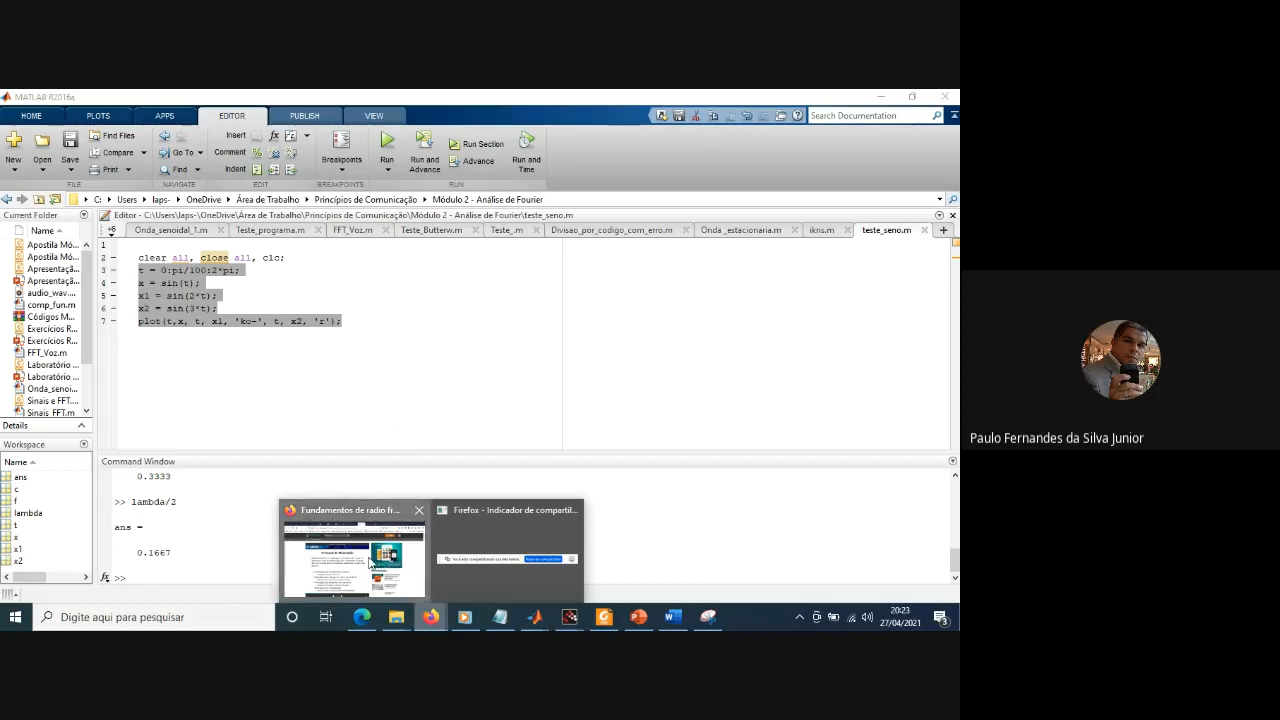 MATLAB R2016a
HOME PLOTS APPS EDITOR PUBLISH VIEW Search Documentation
New Open Save Find Files Compare Print Go To Find Insert fx Comment Indent Breakpoints Run Run and Advance Run Section Advance Run and Time
FILE NAVIGATE EDIT BREAKPOINTS RUN
C: Users laps- OneDrive Área de Trabalho Princípios de Comunicação Módulo 2 - Análise de Fourier
Current Folder
Name
Apostila Mó...
Apostila Mó...
Apresentaçã...
Apresentaçã...
audio_wav...
comp_fun.m
Códigos M...
Exercícios R...
Exercícios R...
FFT_Voz.m
Laboratório ...
Laboratório ...
Onda_senoi...
Sinais e FFT...
Sinais_FFT.m
Details
Workspace
Name
ans
c
f
lambda
t
x
x1
x2
Editor - C:\Users\laps-\OneDrive\Área de Trabalho\Princípios de Comunicação\Módulo 2 - Análise de Fourier\teste_seno.m
+6 Onda_senoidal_1.m Teste_programa.m FFT_Voz.m Teste_Butterw.m Teste_.m Divisao_por_codigo_com_erro.m Onda_estacionaria.m ikns.m teste_seno.m
1
2 – clear all, close all, clc;
3 – t = 0:pi/100:2*pi;
4 – x = sin(t);
5 – x1 = sin(2*t);
6 – x2 = sin(3*t);
7 – plot(t,x, t, x1, 'ko-', t, x2, 'r');
Command Window
0.3333
>> lambda/2
ans =
0.1667
fx >>
Fundamentos de radio fr...
Firefox - Indicador de compartil...
Digite aqui para pesquisar
20:23
27/04/2021
3
Paulo Fernandes da Silva Junior